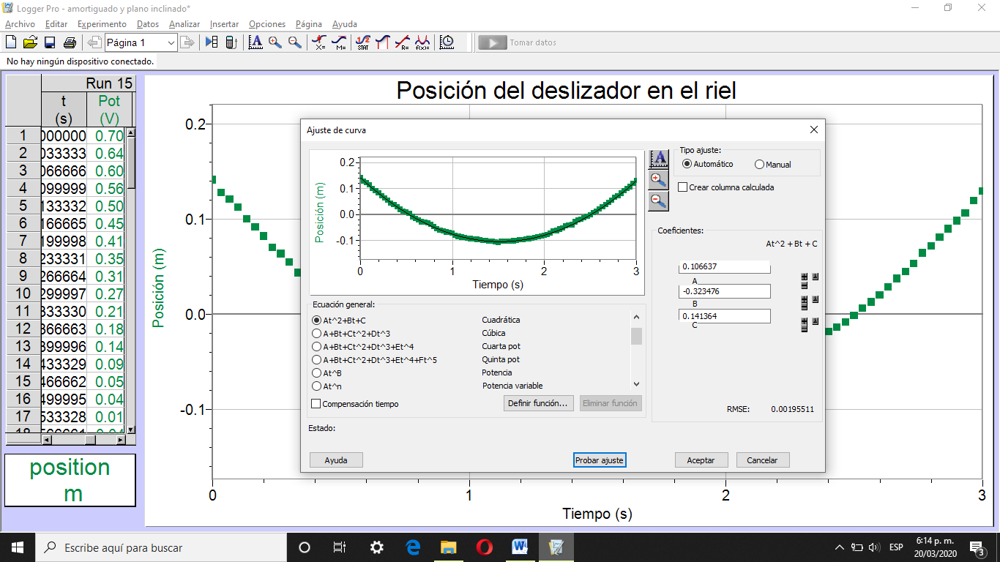 Logger Pro - amortiguado y plano inclinado*
Archivo Editar Experimento Datos Analizar Insertar Opciones Página Ayuda
Página 1
Tomar datos
No hay ningún dispositivo conectado.
Run 15
t Pot
(s) (V)
1 000000 0.70
2 033333 0.64
3 066666 0.60
4 099999 0.56
5 133332 0.50
6 166665 0.45
7 199998 0.41
8 233331 0.35
9 266664 0.31
10 299997 0.27
11 333330 0.21
12 366663 0.18
13 399996 0.14
14 433329 0.09
15 466662 0.05
16 499995 0.04
17 533328 0.01
position
m
Posición del deslizador en el riel
0.2
0.1
0.0
-0.1
Posición (m)
0 1 2 3
Tiempo (s)
Ajuste de curva
0.2
0.1
0.0
-0.1
Posición (m)
0 1 2 3
Tiempo (s)
Tipo ajuste:
Automático Manual
Crear columna calculada
Coeficientes:
At^2 + Bt + C
0.106637
A
-0.323476
B
0.141364
C
RMSE: 0.00195511
Ecuación general:
At^2+Bt+C Cuadrática
A+Bt+Ct^2+Dt^3 Cúbica
A+Bt+Ct^2+Dt^3+Et^4 Cuarta pot
A+Bt+Ct^2+Dt^3+Et^4+Ft^5 Quinta pot
At^B Potencia
At^n Potencia variable
Compensación tiempo
Definir función... Eliminar función
Estado:
Ayuda Probar ajuste Aceptar Cancelar
Escribe aquí para buscar
ESP
6:14 p. m.
20/03/2020
3